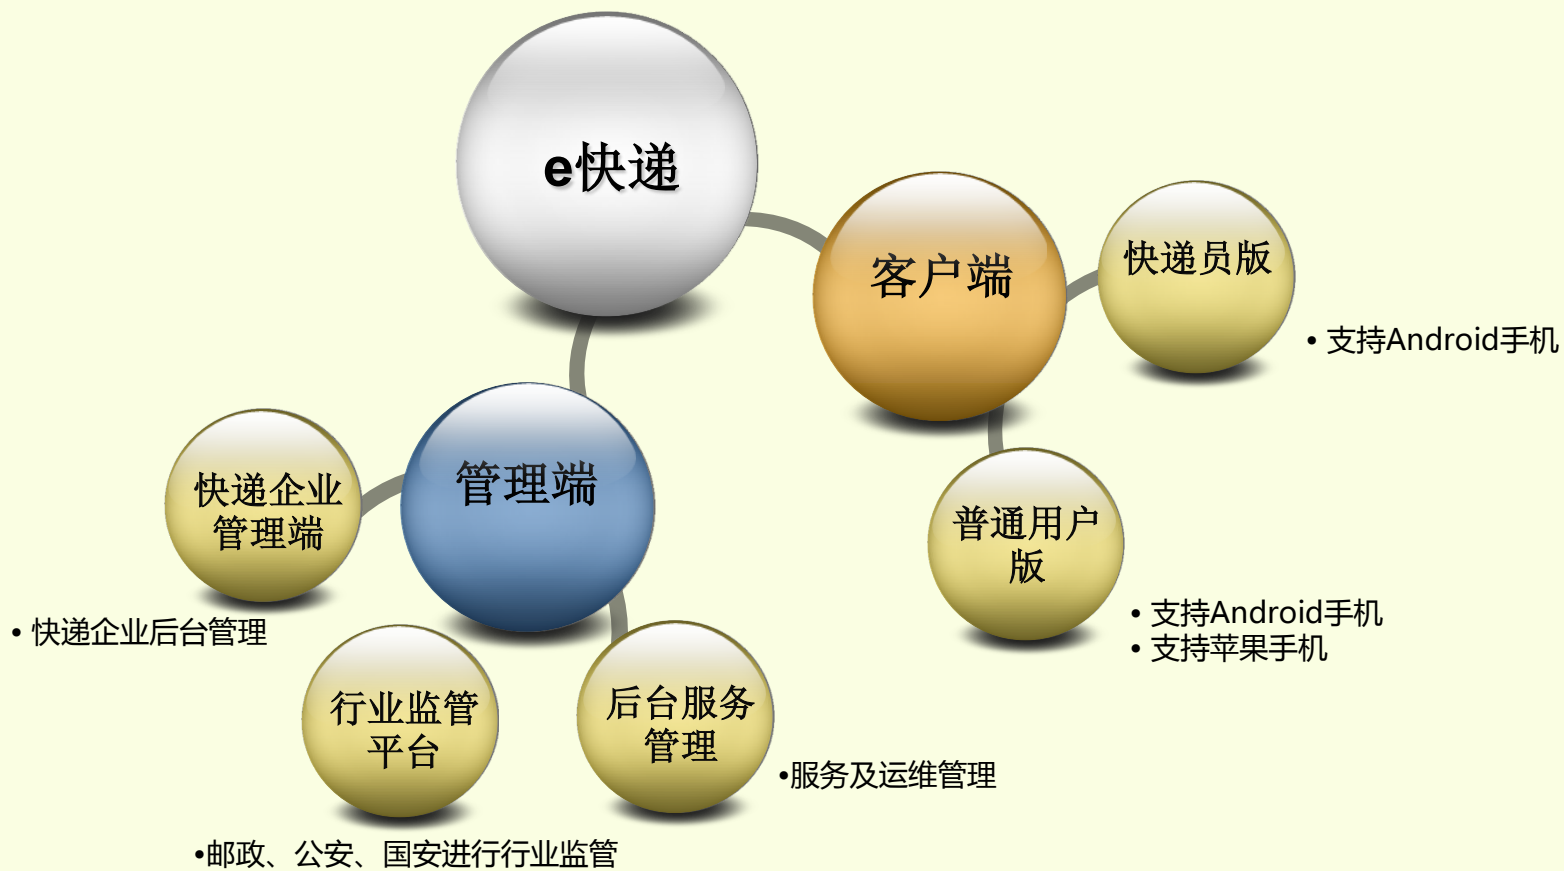 e快递
客户端
快递员版
• 支持Android手机
管理端
快递企业
管理端
• 快递企业后台管理
普通用户
版
• 支持Android手机
• 支持苹果手机
行业监管
平台
•邮政、公安、国安进行行业监管
后台服务
管理
•服务及运维管理